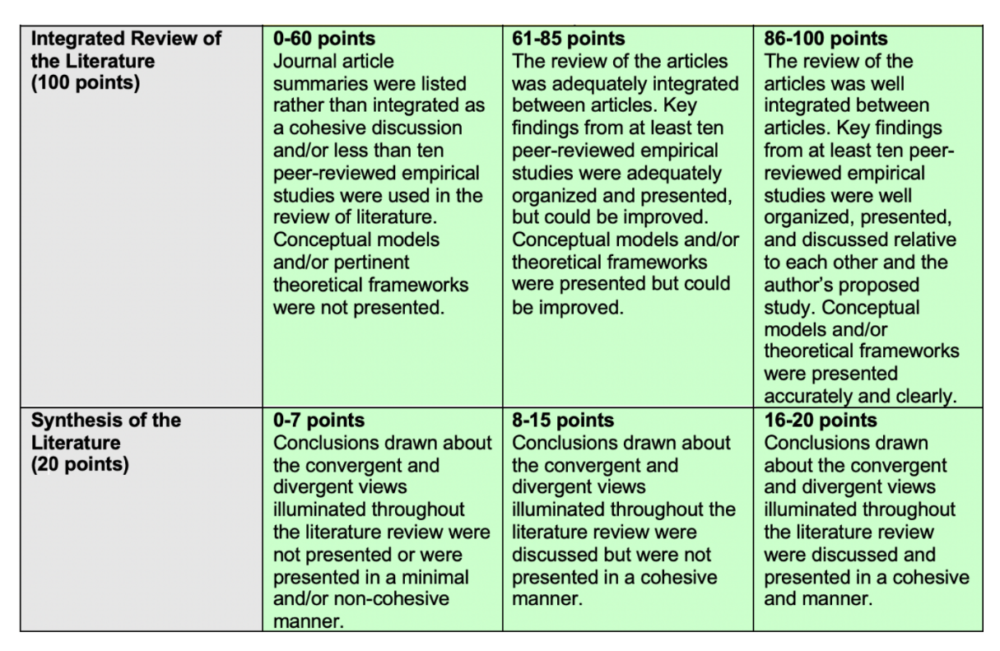 Integrated Review of
the Literature
(100 points)
0-60 points
Journal article
summaries were listed
rather than integrated as
a cohesive discussion
and/or less than ten
peer-reviewed empirical
studies were used in the
review of literature.
Conceptual models
and/or pertinent
theoretical frameworks
were not presented.
61-85 points
The review of the articles
was adequately integrated
between articles. Key
findings from at least ten
peer-reviewed empirical
studies were adequately
organized and presented,
but could be improved.
Conceptual models and/or
theoretical frameworks
were presented but could
be improved.
86-100 points
The review of the
articles was well
integrated between
articles. Key findings
from at least ten peer-
reviewed empirical
studies were well
organized, presented,
and discussed relative
to each other and the
author's proposed
study. Conceptual
models and/or
theoretical frameworks
were presented
accurately and clearly.
Synthesis of the
Literature
(20 points)
0-7 points
Conclusions drawn about
the convergent and
divergent views
illuminated throughout
the literature review were
not presented or were
presented in a minimal
and/or non-cohesive
manner.
8-15 points
Conclusions drawn about
the convergent and
divergent views
illuminated throughout the
literature review were
discussed but were not
presented in a cohesive
manner.
16-20 points
Conclusions drawn
about the convergent
and divergent views
illuminated throughout
the literature review
were discussed and
presented in a cohesive
and manner.